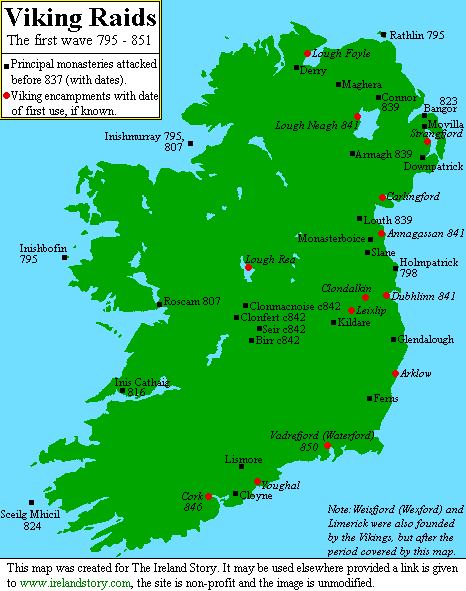 Viking Raids
The first wave 795 - 851
Principal monasteries attacked
before 837 (with dates).
Viking encampments with date
of first use, if known.
Rathlin 795
Lough Foyle
Derry
Maghera
Connor
839
823
Bangor
Movilla
Strangford
Lough Neagh 841
Inishmurray 795,
807
Armagh 839
Downpatrick
Carlingford
Louth 839
Annagassan 841
Monasterboice
Slane
Inishbofin
795
Lough Rea
Holmpatrick
798
Clondalkin
Dubhlinn 841
Roscam 807
Clonmacnoise c842
Leixlip
Clonfert c842
Kildare
Seir c842
Birr c842
Glendalough
Arklow
Inis Cathaig
816
Ferns
Vadrefjord (Waterford)
850
Lismore
Youghal
Cork
846
Cloyne
Sceilg Mhicil
824
Note: Weisfjord (Wexford) and
Limerick were also founded
by the Vikings, but after the
period covered by this map.
This map was created for The Ireland Story. It may be used elsewhere provided a link is given
to www.irelandstory.com, the site is non-profit and the image is unmodified.